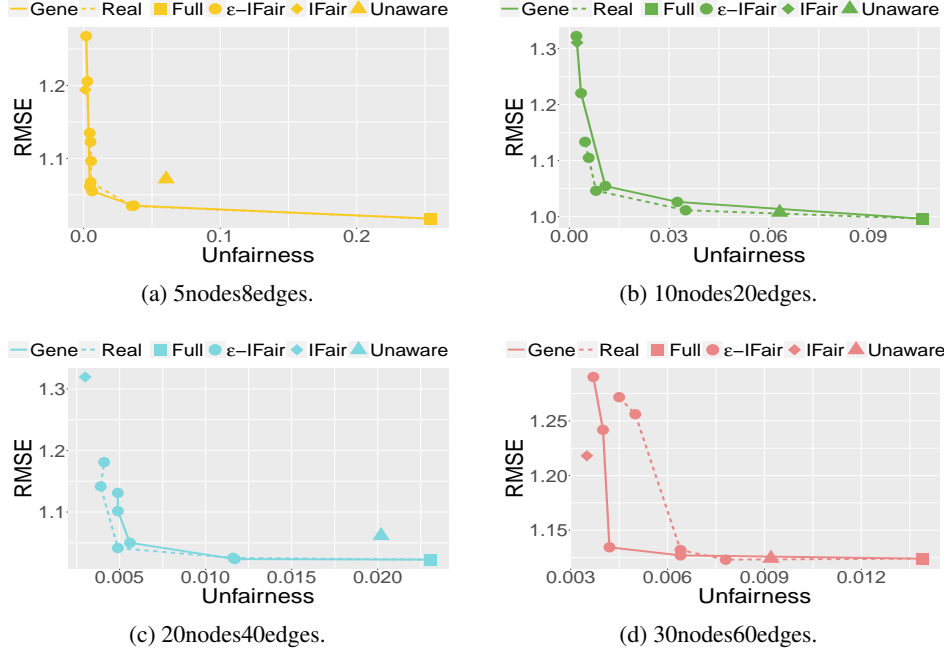 Gene Real Full ε−IFair IFair Unaware
1.2
1.1
RMSE
0.0 0.1 0.2
Unfairness
(a) 5nodes8edges.
Gene Real Full ε−IFair IFair Unaware
1.3
1.2
1.1
1.0
RMSE
0.00 0.03 0.06 0.09
Unfairness
(b) 10nodes20edges.
Gene Real Full ε−IFair IFair Unaware
1.3
1.2
1.1
RMSE
0.005 0.010 0.015 0.020
Unfairness
(c) 20nodes40edges.
Gene Real Full ε−IFair IFair Unaware
1.25
1.20
1.15
RMSE
0.003 0.006 0.009 0.012
Unfairness
(d) 30nodes60edges.